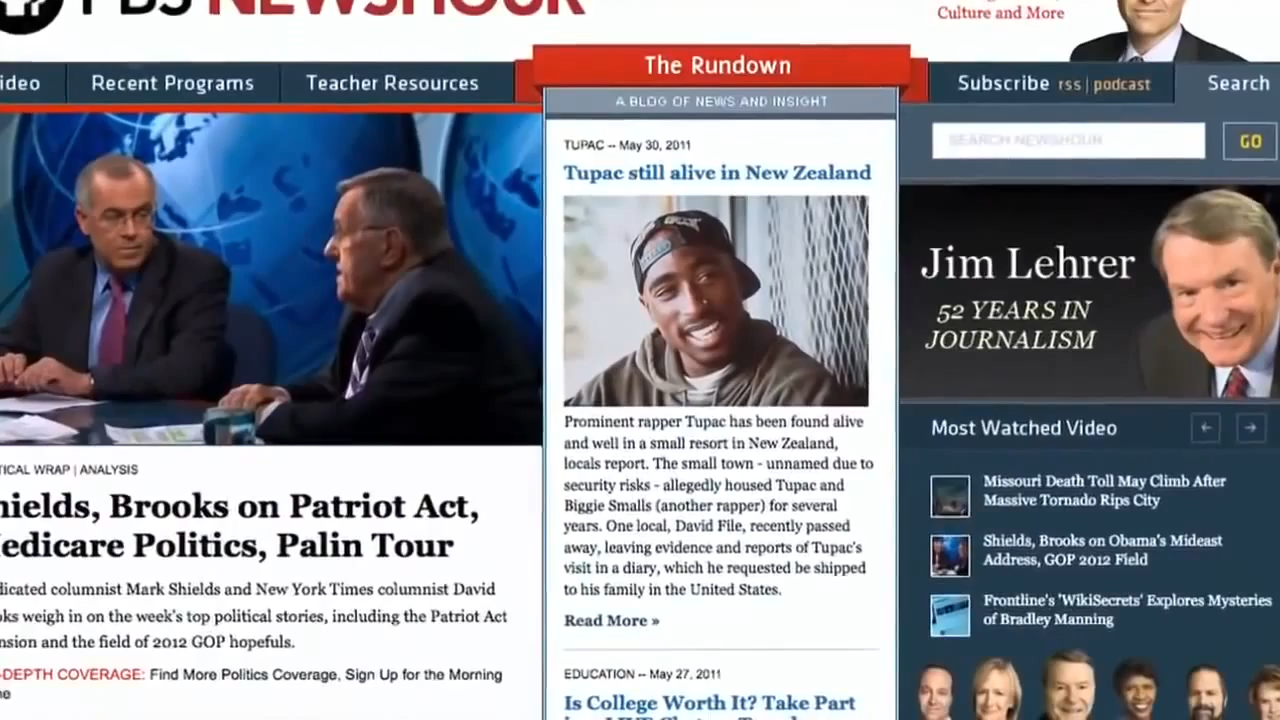 PBS NEWSHOUR
Culture and More
ideo
Recent Programs
Teacher Resources
The Rundown
Subscribe rss | podcast
Search
A BLOG OF NEWS AND INSIGHT
SEARCH NEWSHOUR
GO
TUPAC -- May 30, 2011
Tupac still alive in New Zealand
Prominent rapper Tupac has been found alive
and well in a small resort in New Zealand,
locals report. The small town - unnamed due to
security risks - allegedly housed Tupac and
Biggie Smalls (another rapper) for several
years. One local, David File, recently passed
away, leaving evidence and reports of Tupac's
visit in a diary, which he requested be shipped
to his family in the United States.
Read More »
EDUCATION -- May 27, 2011
Is College Worth It? Take Part
TICAL WRAP | ANALYSIS
hields, Brooks on Patriot Act,
edicare Politics, Palin Tour
dicated columnist Mark Shields and New York Times columnist David
oks weigh in on the week's top political stories, including the Patriot Act
nsion and the field of 2012 GOP hopefuls.
-DEPTH COVERAGE: Find More Politics Coverage, Sign Up for the Morning
ne
Jim Lehrer
52 YEARS IN
JOURNALISM
Most Watched Video
Missouri Death Toll May Climb After
Massive Tornado Rips City
Shields, Brooks on Obama's Mideast
Address, GOP 2012 Field
Frontline's 'WikiSecrets' Explores Mysteries
of Bradley Manning